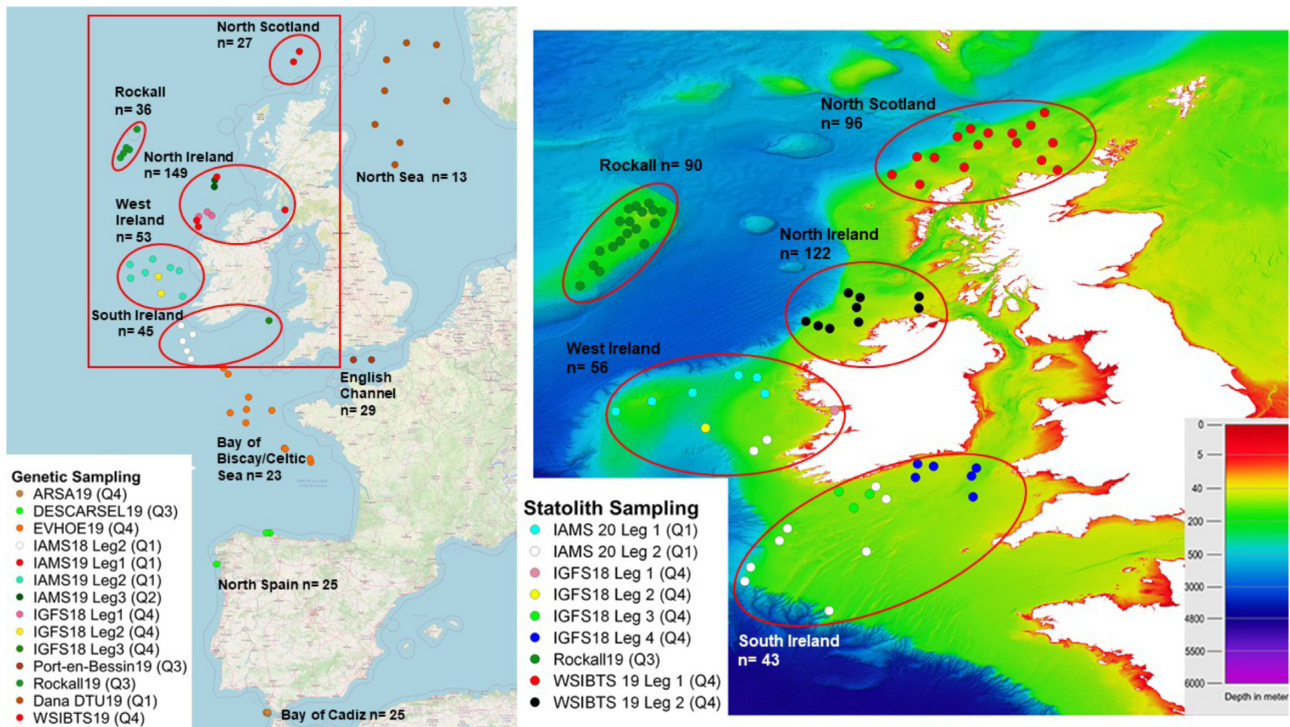 North Scotland
n= 27
Rockall
n= 36
North Ireland
n= 149
West
Ireland
n= 53
South Ireland
n= 45
North Sea n= 13
English
Channel
n= 29
Bay of
Biscay/Celtic
Sea n= 23
North Spain n= 25
Bay of Cadiz n= 25
Genetic Sampling
ARSA19 (Q4)
DESCARSEL19 (Q3)
EVHOE19 (Q4)
IAMS18 Leg2 (Q1)
IAMS19 Leg1 (Q1)
IAMS19 Leg2 (Q1)
IAMS19 Leg3 (Q2)
IGFS18 Leg1 (Q4)
IGFS18 Leg2 (Q4)
IGFS18 Leg3 (Q4)
Port-en-Bessin19 (Q3)
Rockall19 (Q3)
Dana DTU19 (Q1)
WSIBTS19 (Q4)
North Scotland
n= 96
Rockall n= 90
North Ireland
n= 122
West Ireland
n= 56
South Ireland
n= 43
Statolith Sampling
IAMS 20 Leg 1 (Q1)
IAMS 20 Leg 2 (Q1)
IGFS18 Leg 1 (Q4)
IGFS18 Leg 2 (Q4)
IGFS18 Leg 3 (Q4)
IGFS18 Leg 4 (Q4)
Rockall19 (Q3)
WSIBTS 19 Leg 1 (Q4)
WSIBTS 19 Leg 2 (Q4)
0
5
40
200
500
3600
4800
5500
6000
Depth in meter